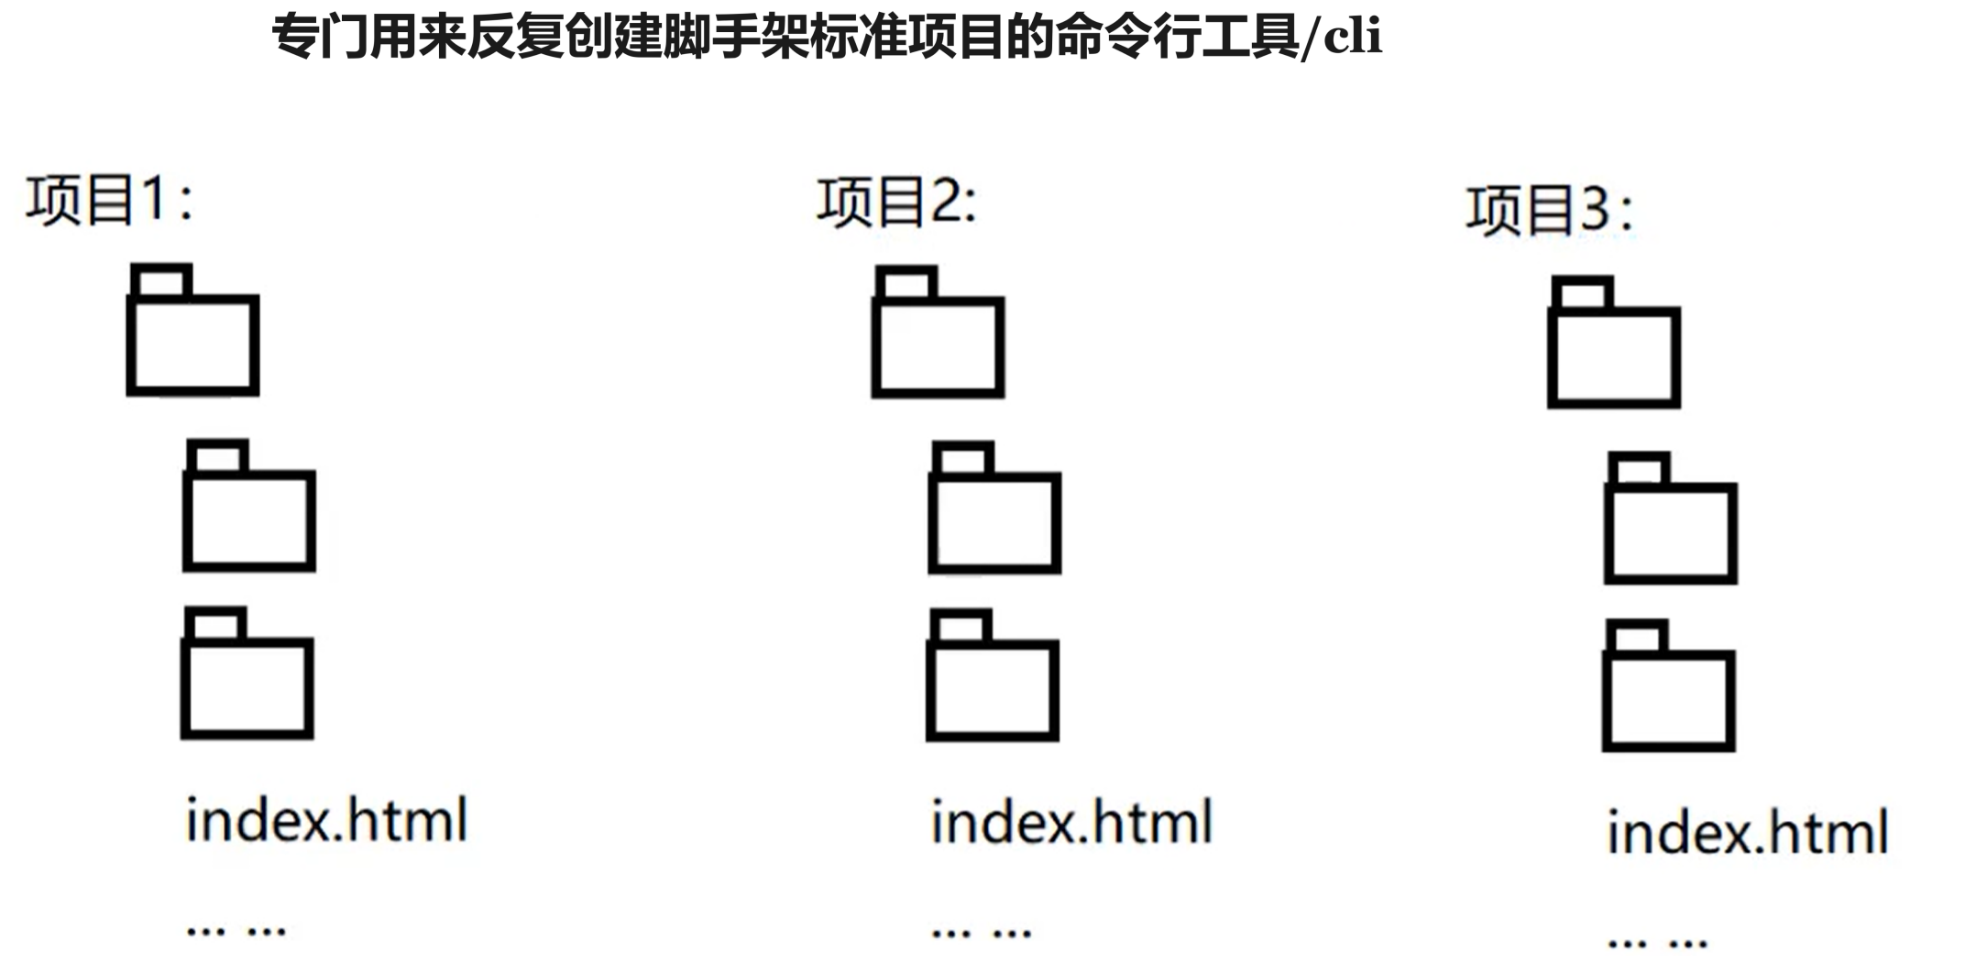 专门用来反复创建脚手架标准项目的命令行工具/cli
项目1：
项目2:
项目3：
index.html
index.html
index.html
... ...
... ...
... ...